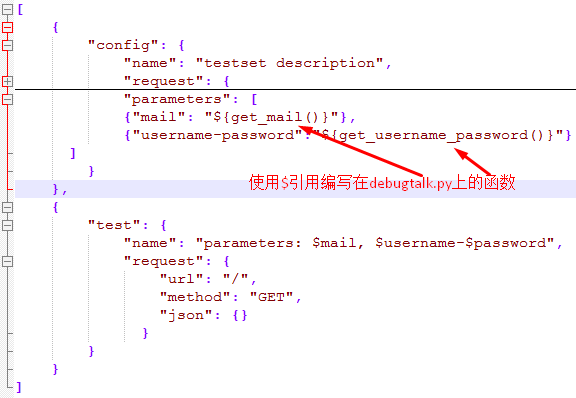 [
{
"config": {
"name": "testset description",
"request": {
"parameters": [
{"mail": "${get_mail()}"},
{"username-password":"${get_username_password()}"}
]
}
使用$引用编写在debugtalk.py上的函数
},
{
"test": {
"name": "parameters: $mail, $username-$password",
"request": {
"url": "/",
"method": "GET",
"json": {}
}
}
}
]